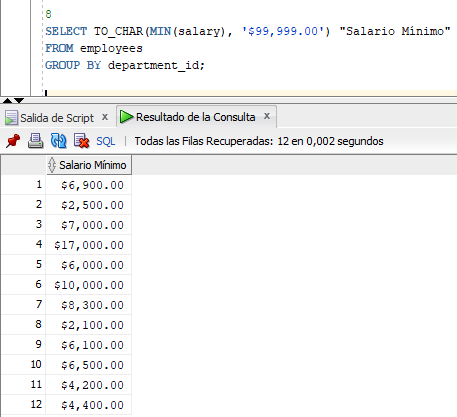 8
SELECT TO_CHAR(MIN(salary), '$99,999.00') "Salario Mínimo"
FROM employees
GROUP BY department_id;
Salida de Script x Resultado de la Consulta x
SQL | Todas las Filas Recuperadas: 12 en 0,002 segundos
Salario Mínimo
1 $6,900.00
2 $2,500.00
3 $7,000.00
4 $17,000.00
5 $6,000.00
6 $10,000.00
7 $8,300.00
8 $2,100.00
9 $6,100.00
10 $6,500.00
11 $4,200.00
12 $4,400.00